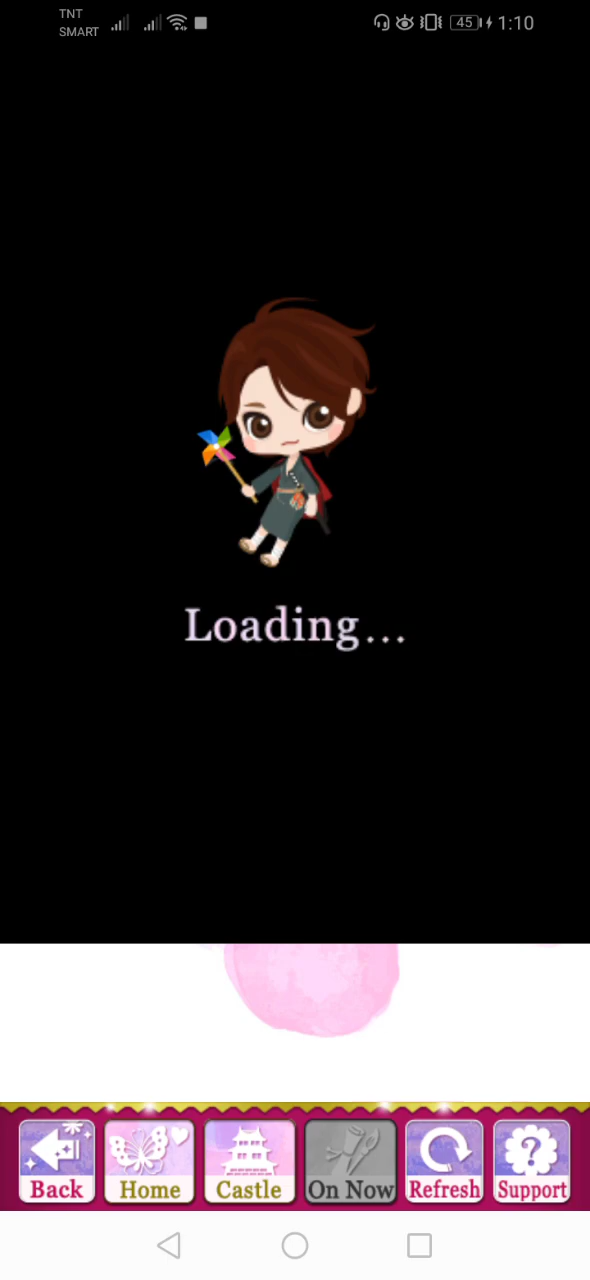 TNT
SMART
45
1:10
Loading...
Back
Home
Castle
On Now
Refresh
?
Support